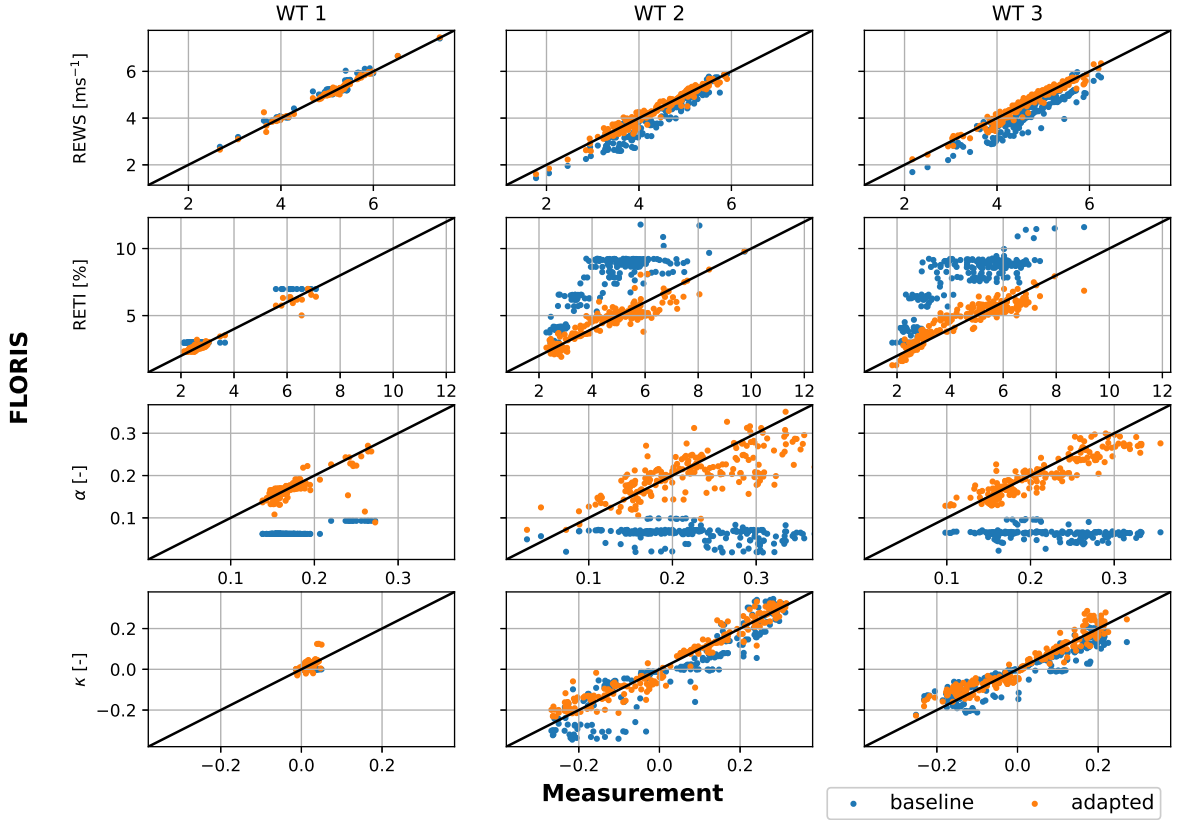 WT 1 WT 2 WT 3
REWS [ms⁻¹]
6
4
2
2 4 6 2 4 6 2 4 6
RETI [%]
10
5
2 4 6 8 10 12 2 4 6 8 10 12 2 4 6 8 10 12
FLORIS
α [-]
0.3
0.2
0.1
0.1 0.2 0.3 0.1 0.2 0.3 0.1 0.2 0.3
κ [-]
0.2
0.0
−0.2
−0.2 0.0 0.2 −0.2 0.0 0.2 −0.2 0.0 0.2
Measurement
baseline adapted